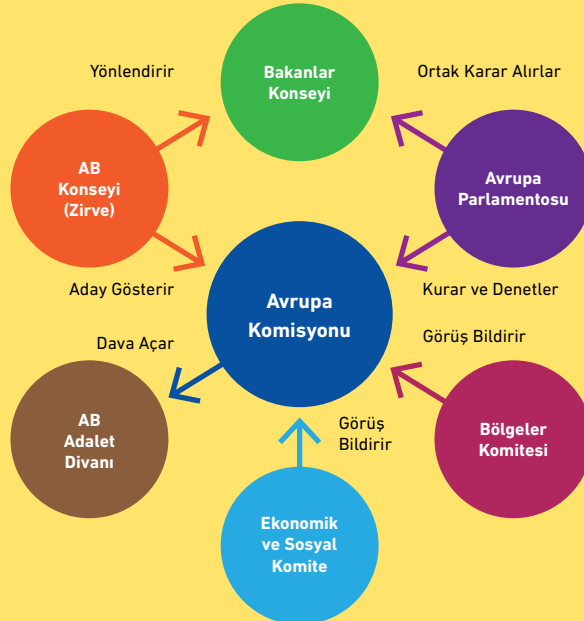 Yönlendirir
Bakanlar
Konseyi
Ortak Karar Alırlar
AB
Konseyi
(Zirve)
Avrupa
Parlamentosu
Aday Gösterir
Avrupa
Komisyonu
Kurar ve Denetler
Dava Açar
Görüş Bildirir
AB
Adalet
Divanı
Görüş
Bildirir
Bölgeler
Komitesi
Ekonomik
ve Sosyal
Komite